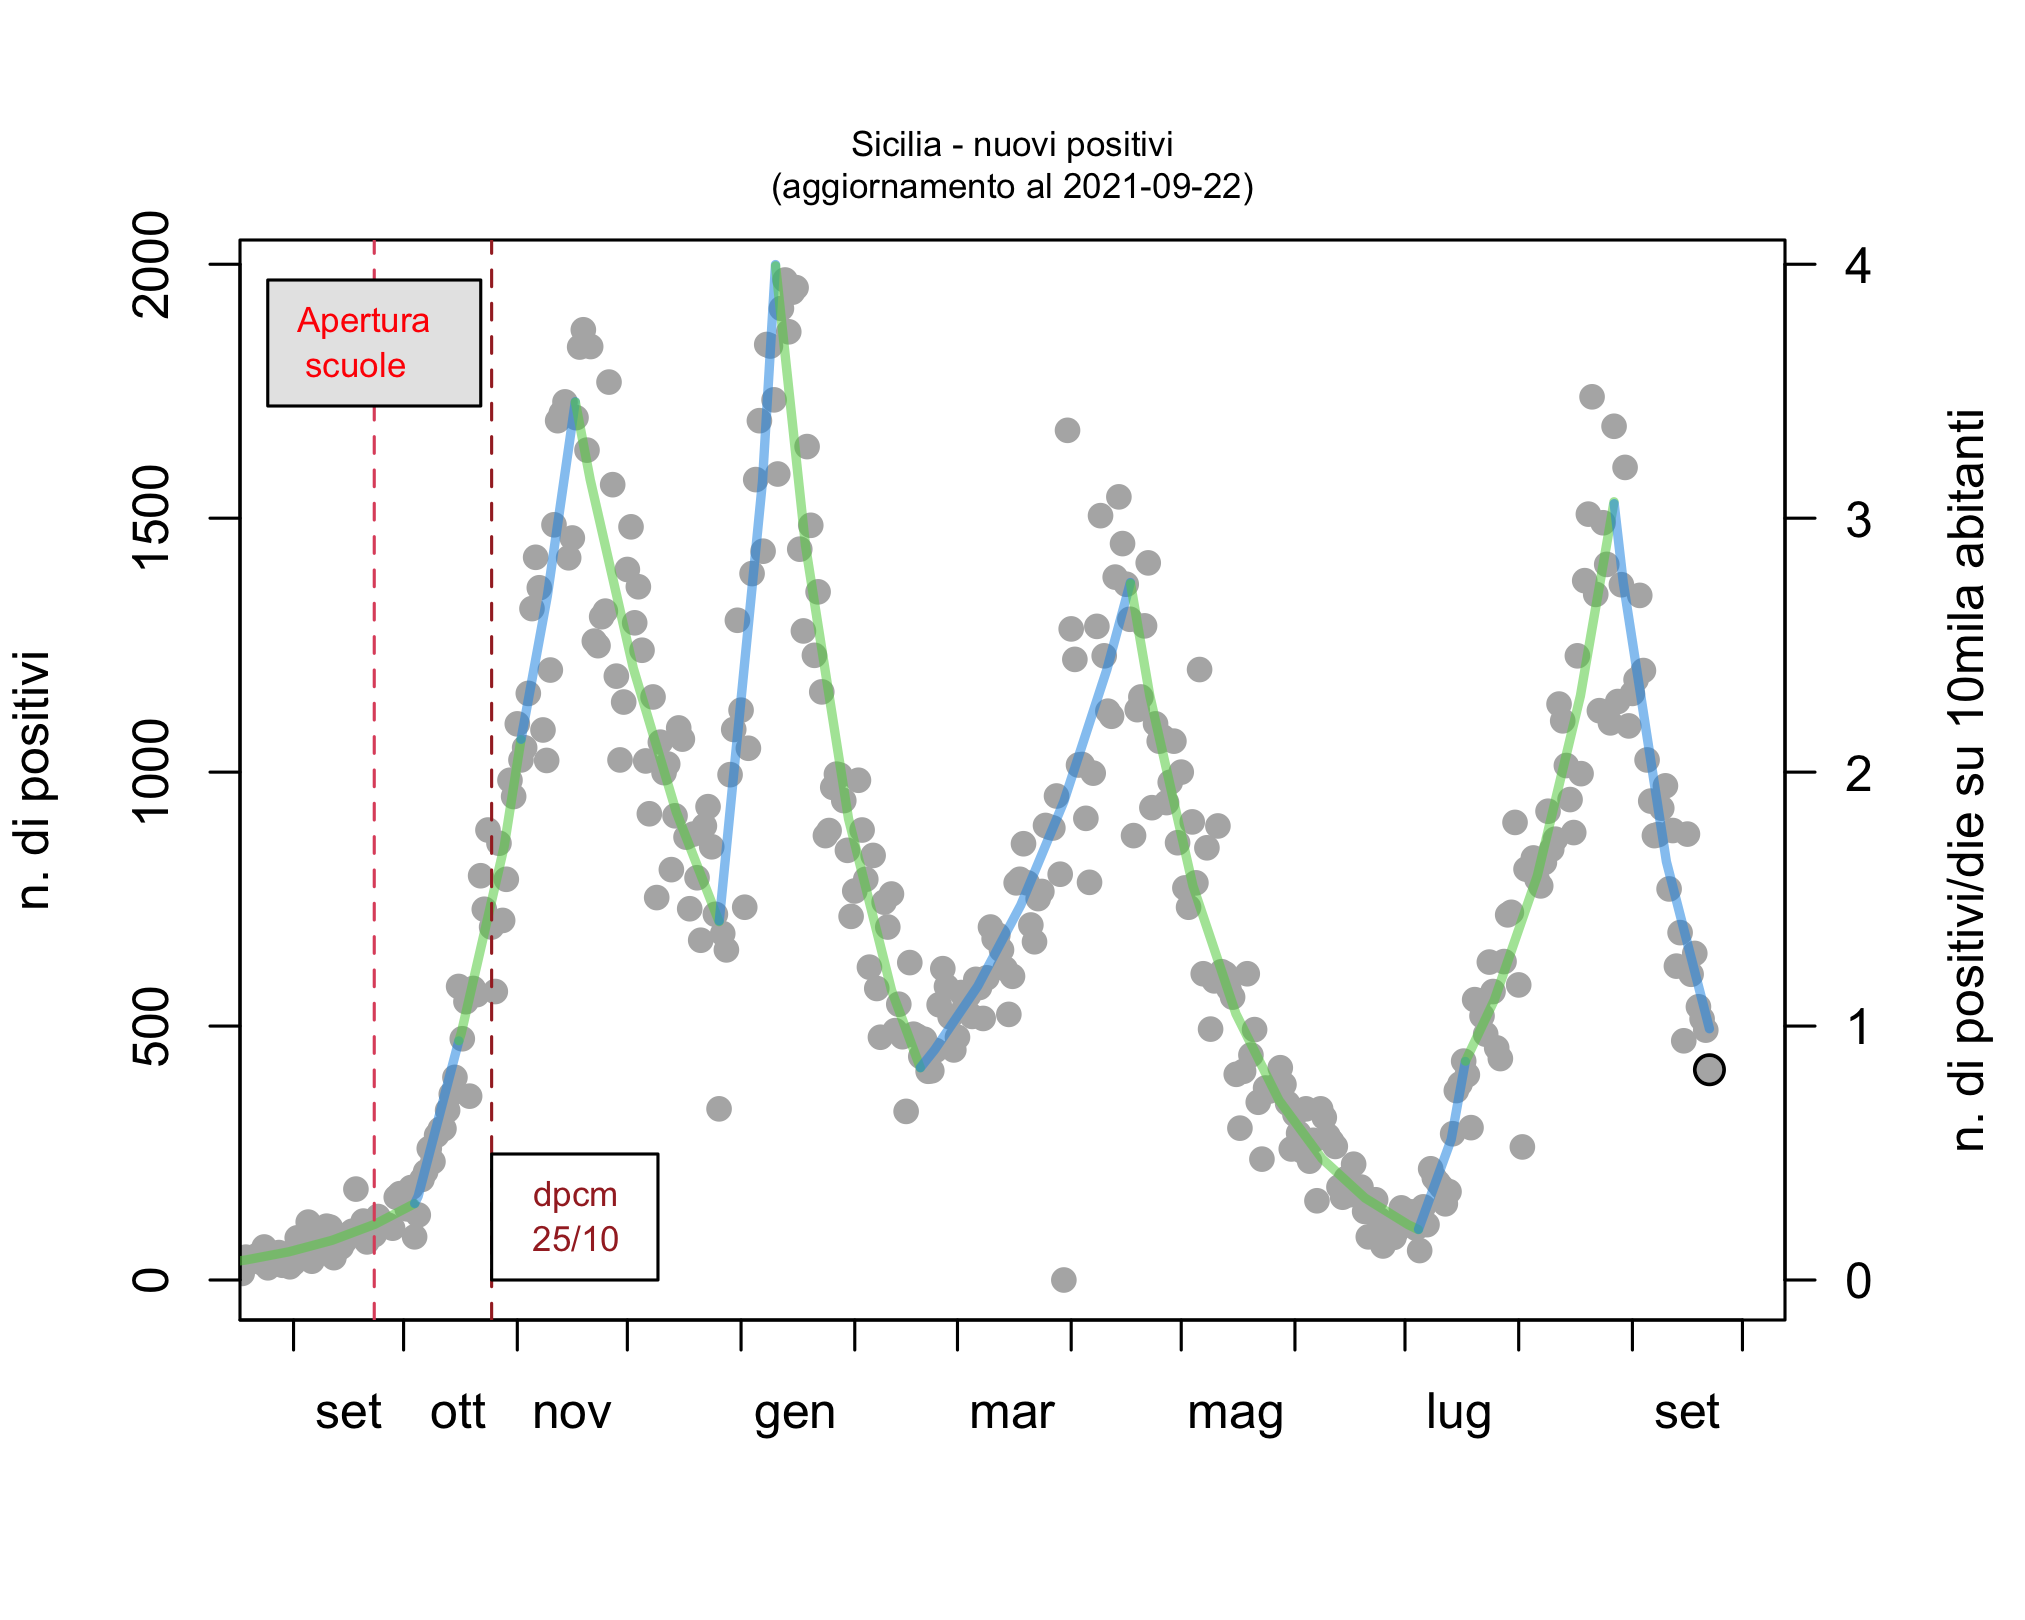 Sicilia - nuovi positivi
(aggiornamento al 2021-09-22)
2000
1500
1000
500
0
n. di positivi
Apertura
scuole
dpcm
25/10
4
3
2
1
0
n. di positivi/die su 10mila abitanti
set ott nov gen mar mag lug set